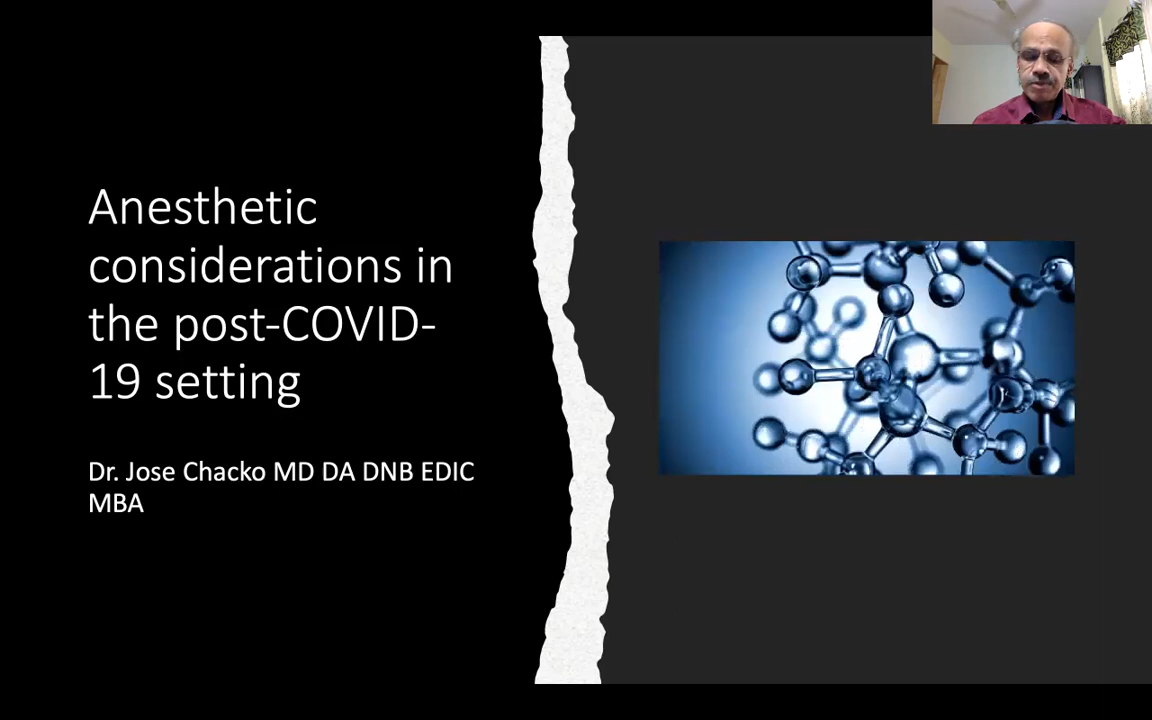 Anesthetic
considerations in
the post-COVID-
19 setting
Dr. Jose Chacko MD DA DNB EDIC
MBA